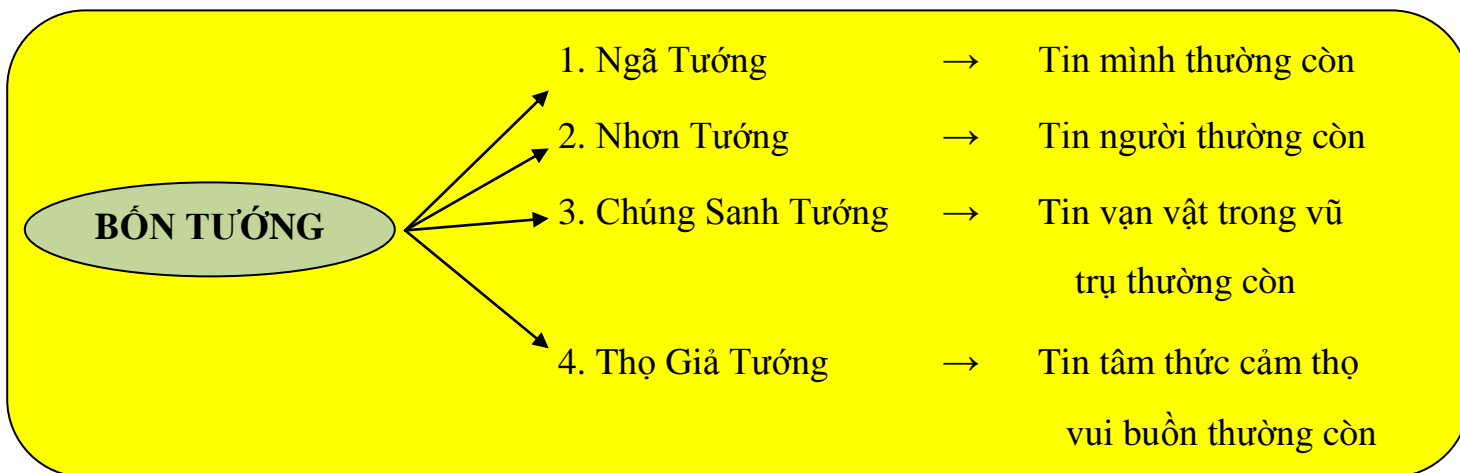 1. Ngã Tướng → Tin mình thường còn
2. Nhơn Tướng → Tin người thường còn
BỐN TƯỚNG
3. Chúng Sanh Tướng → Tin vạn vật trong vũ
trụ thường còn
4. Thọ Giả Tướng → Tin tâm thức cảm thọ
vui buồn thường còn